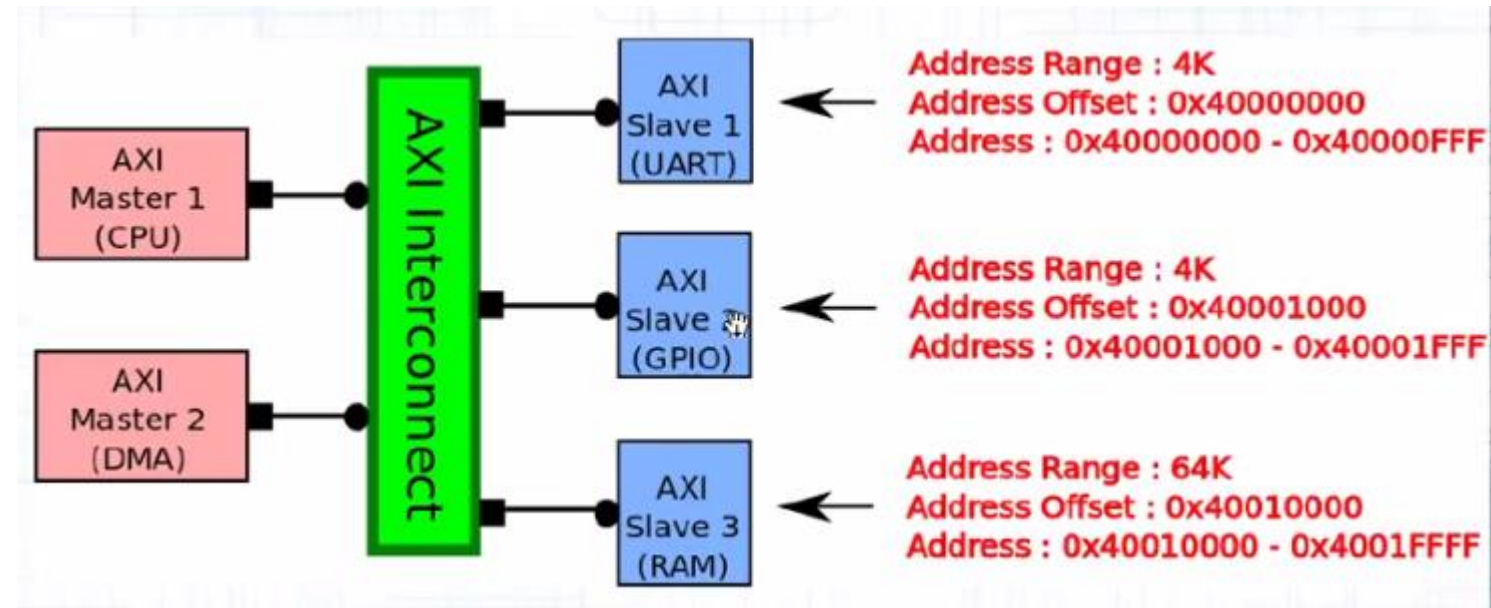 AXI
Master 1
(CPU)
AXI
Master 2
(DMA)
AXI Interconnect
AXI
Slave 1
(UART)
Address Range : 4K
Address Offset : 0x40000000
Address : 0x40000000 - 0x40000FFF
AXI
Slave
(GPIO)
Address Range : 4K
Address Offset : 0x40001000
Address : 0x40001000 - 0x40001FFF
AXI
Slave 3
(RAM)
Address Range : 64K
Address Offset : 0x40010000
Address : 0x40010000 - 0x4001FFFF